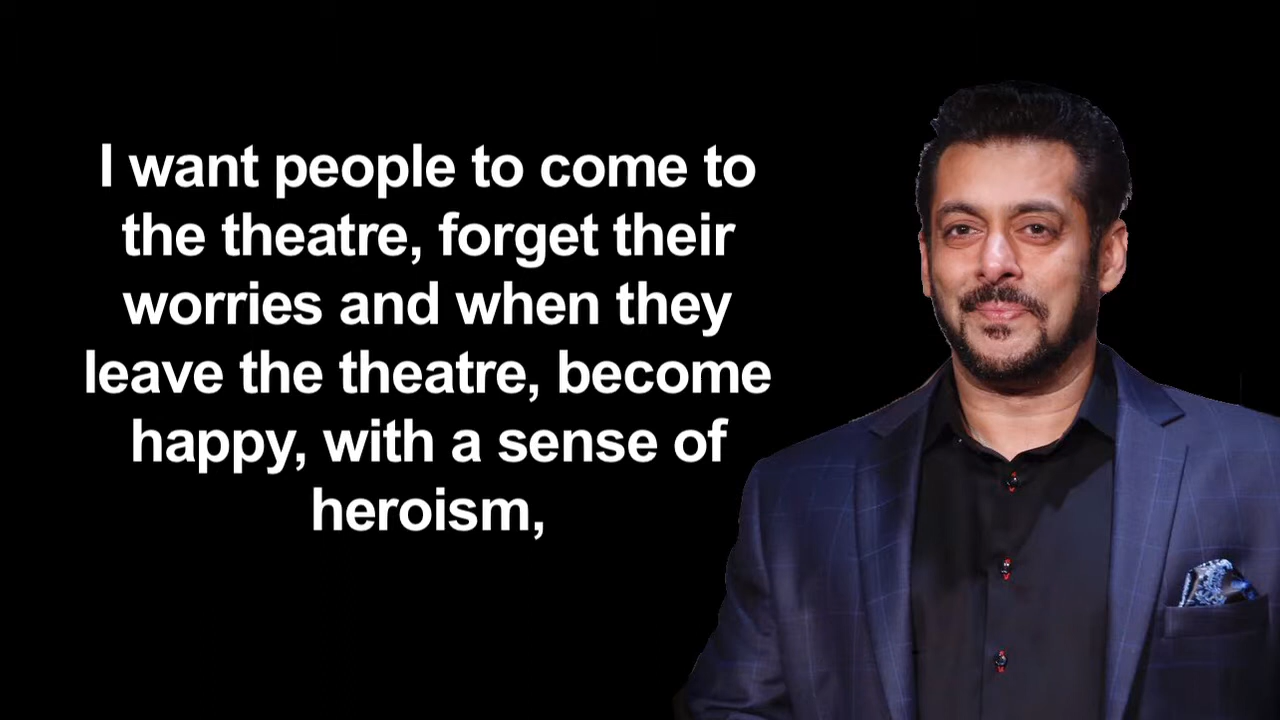 I want people to come to
the theatre, forget their
worries and when they
leave the theatre, become
happy, with a sense of
heroism,